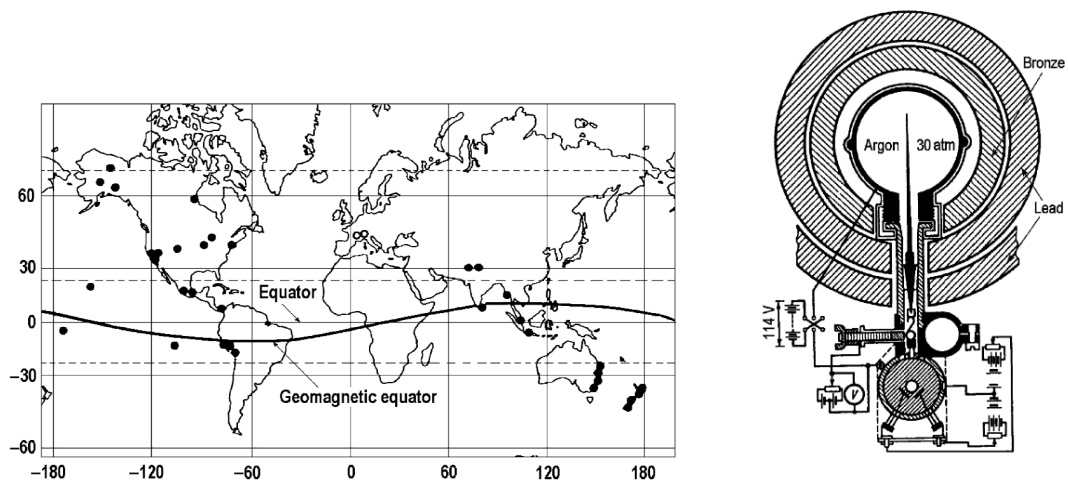 60
30
0
–30
–60
–180
–120
–60
0
60
120
180
Equator
Geomagnetic equator
Bronze
Argon
30 atm
Lead
114 V
V